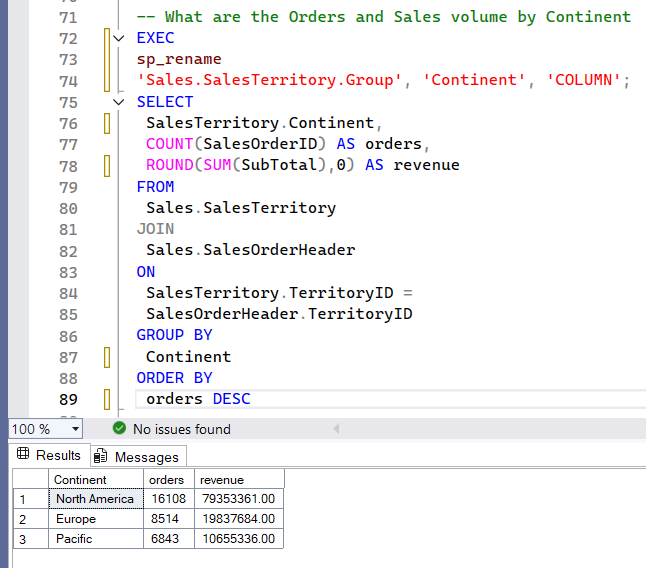 71 -- What are the Orders and Sales volume by Continent
72 EXEC
73 sp_rename
74 'Sales.SalesTerritory.Group', 'Continent', 'COLUMN';
75 SELECT
76 SalesTerritory.Continent,
77 COUNT(SalesOrderID) AS orders,
78 ROUND(SUM(SubTotal),0) AS revenue
79 FROM
80 Sales.SalesTerritory
81 JOIN
82 Sales.SalesOrderHeader
83 ON
84 SalesTerritory.TerritoryID =
85 SalesOrderHeader.TerritoryID
86 GROUP BY
87 Continent
88 ORDER BY
89 orders DESC
100 % No issues found
Results Messages
Continent orders revenue
1 North America 16108 79353361.00
2 Europe 8514 19837684.00
3 Pacific 6843 10655336.00